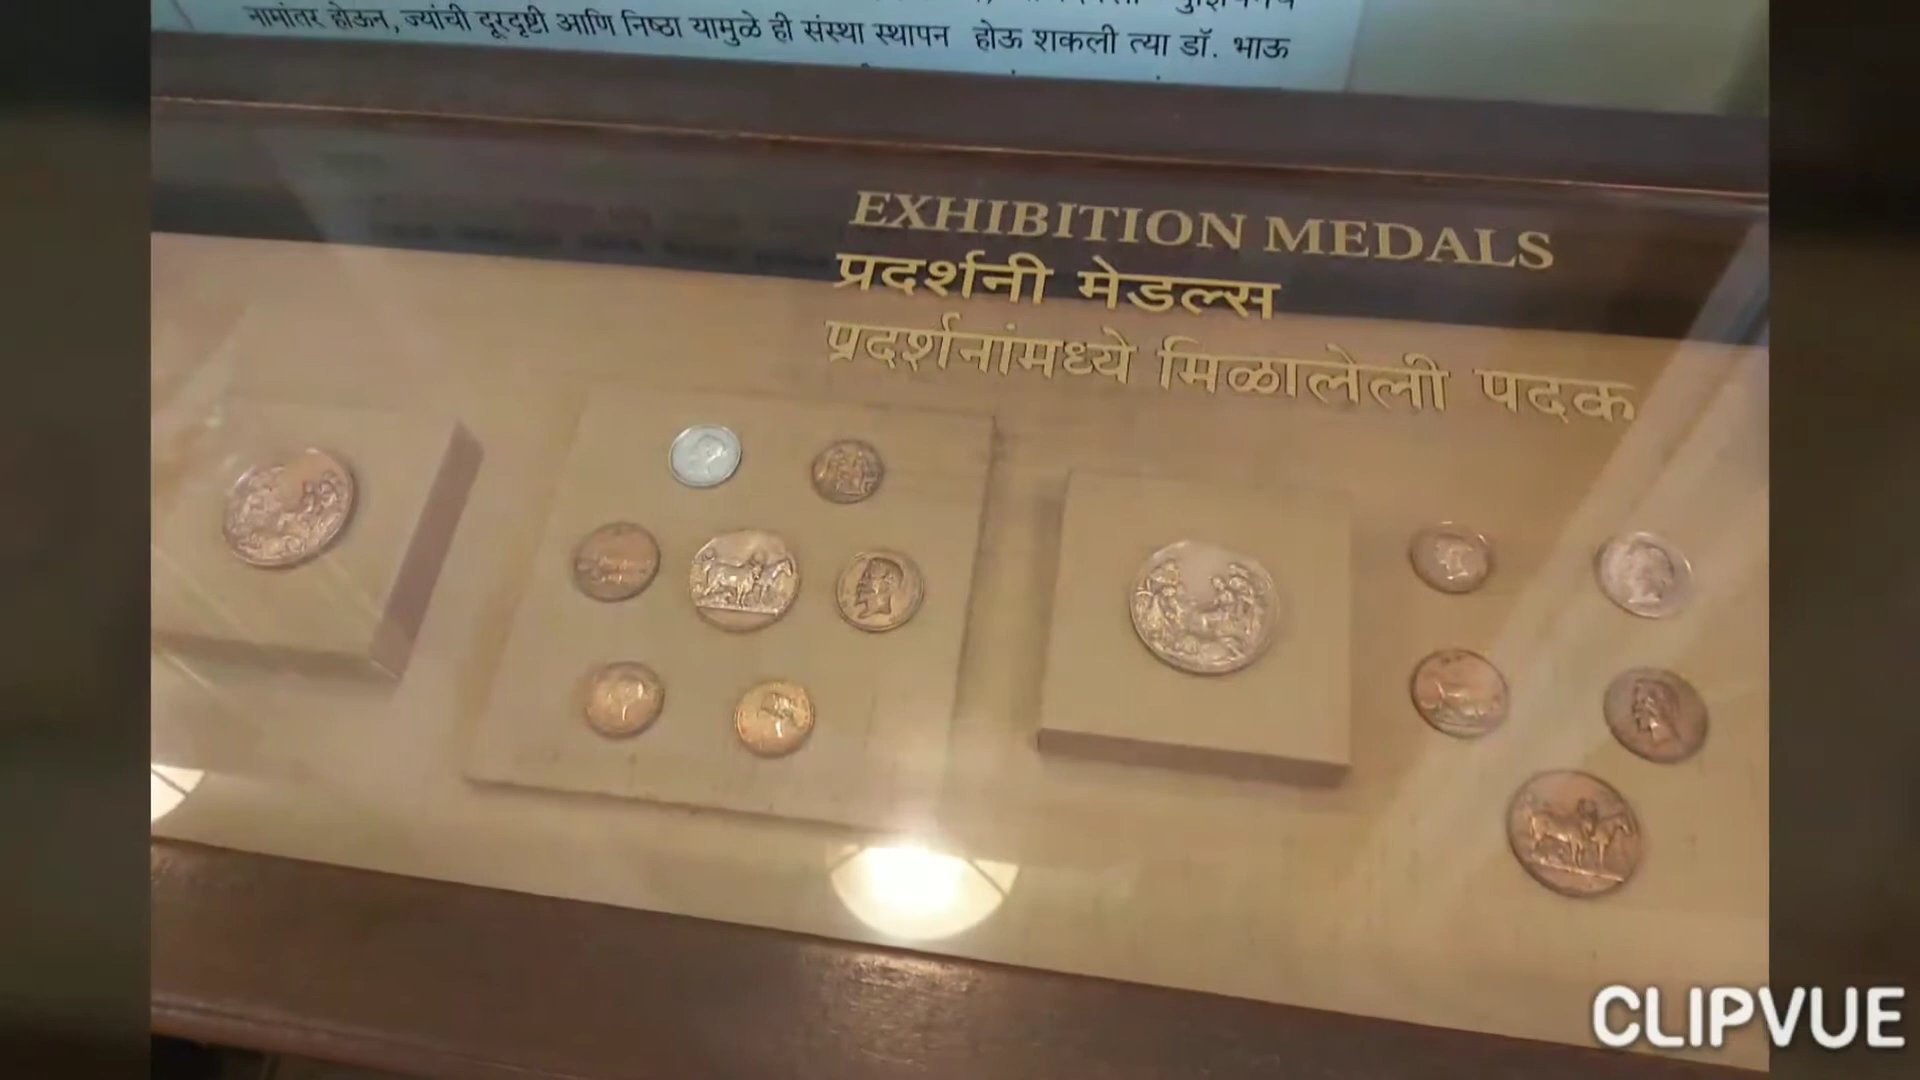 नामांतर होऊन, ज्यांची दूरदृष्टी आणि निष्ठा यामुळे ही संस्था स्थापन होऊ शकली त्या डॉ. भाऊ
EXHIBITION MEDALS
प्रदर्शनी मेडल्स
प्रदर्शनांमध्ये मिळालेली पदक
CLIPVUE